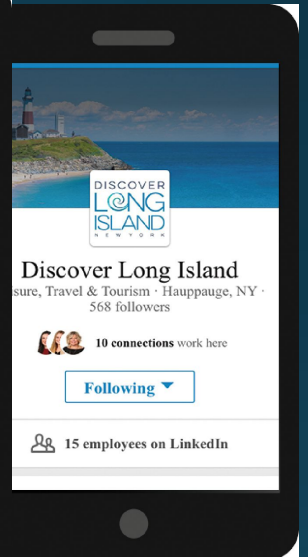 DISCOVER
LONG
ISLAND
NEW YORK
Discover Long Island
sure, Travel & Tourism · Hauppauge, NY ·
568 followers
10 connections work here
Following
15 employees on LinkedIn